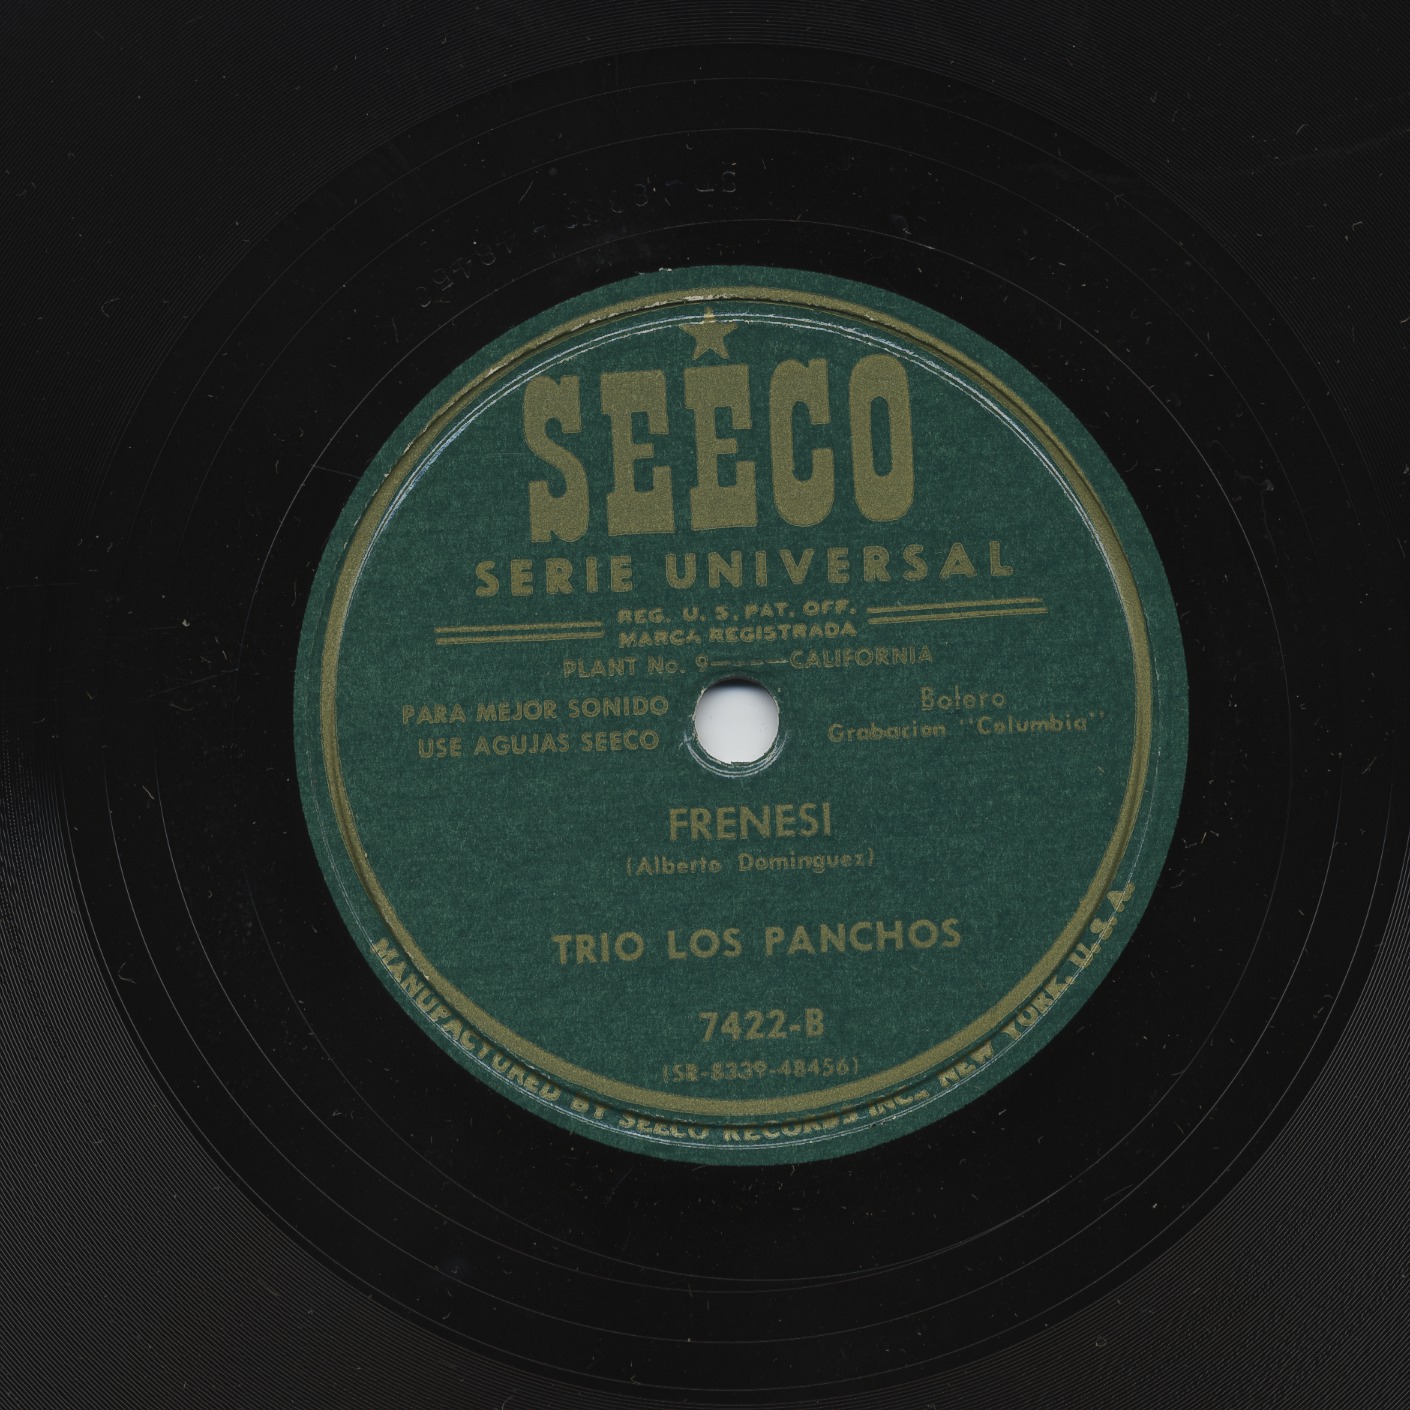 SEECO
SERIE UNIVERSAL
REG. U. S. PAT. OFF.
MARCA REGISTRADA
PLANT No. 9———CALIFORNIA
PARA MEJOR SONIDO
USE AGUJAS SEECO
Bolero
Grabacion "Columbia"
FRENESI
(Alberto Dominguez)
TRIO LOS PANCHOS
7422-B
(SR-8339-48456)
MANUFACTURED BY SEECO RECORDS INC., NEW YORK, U.S.A.